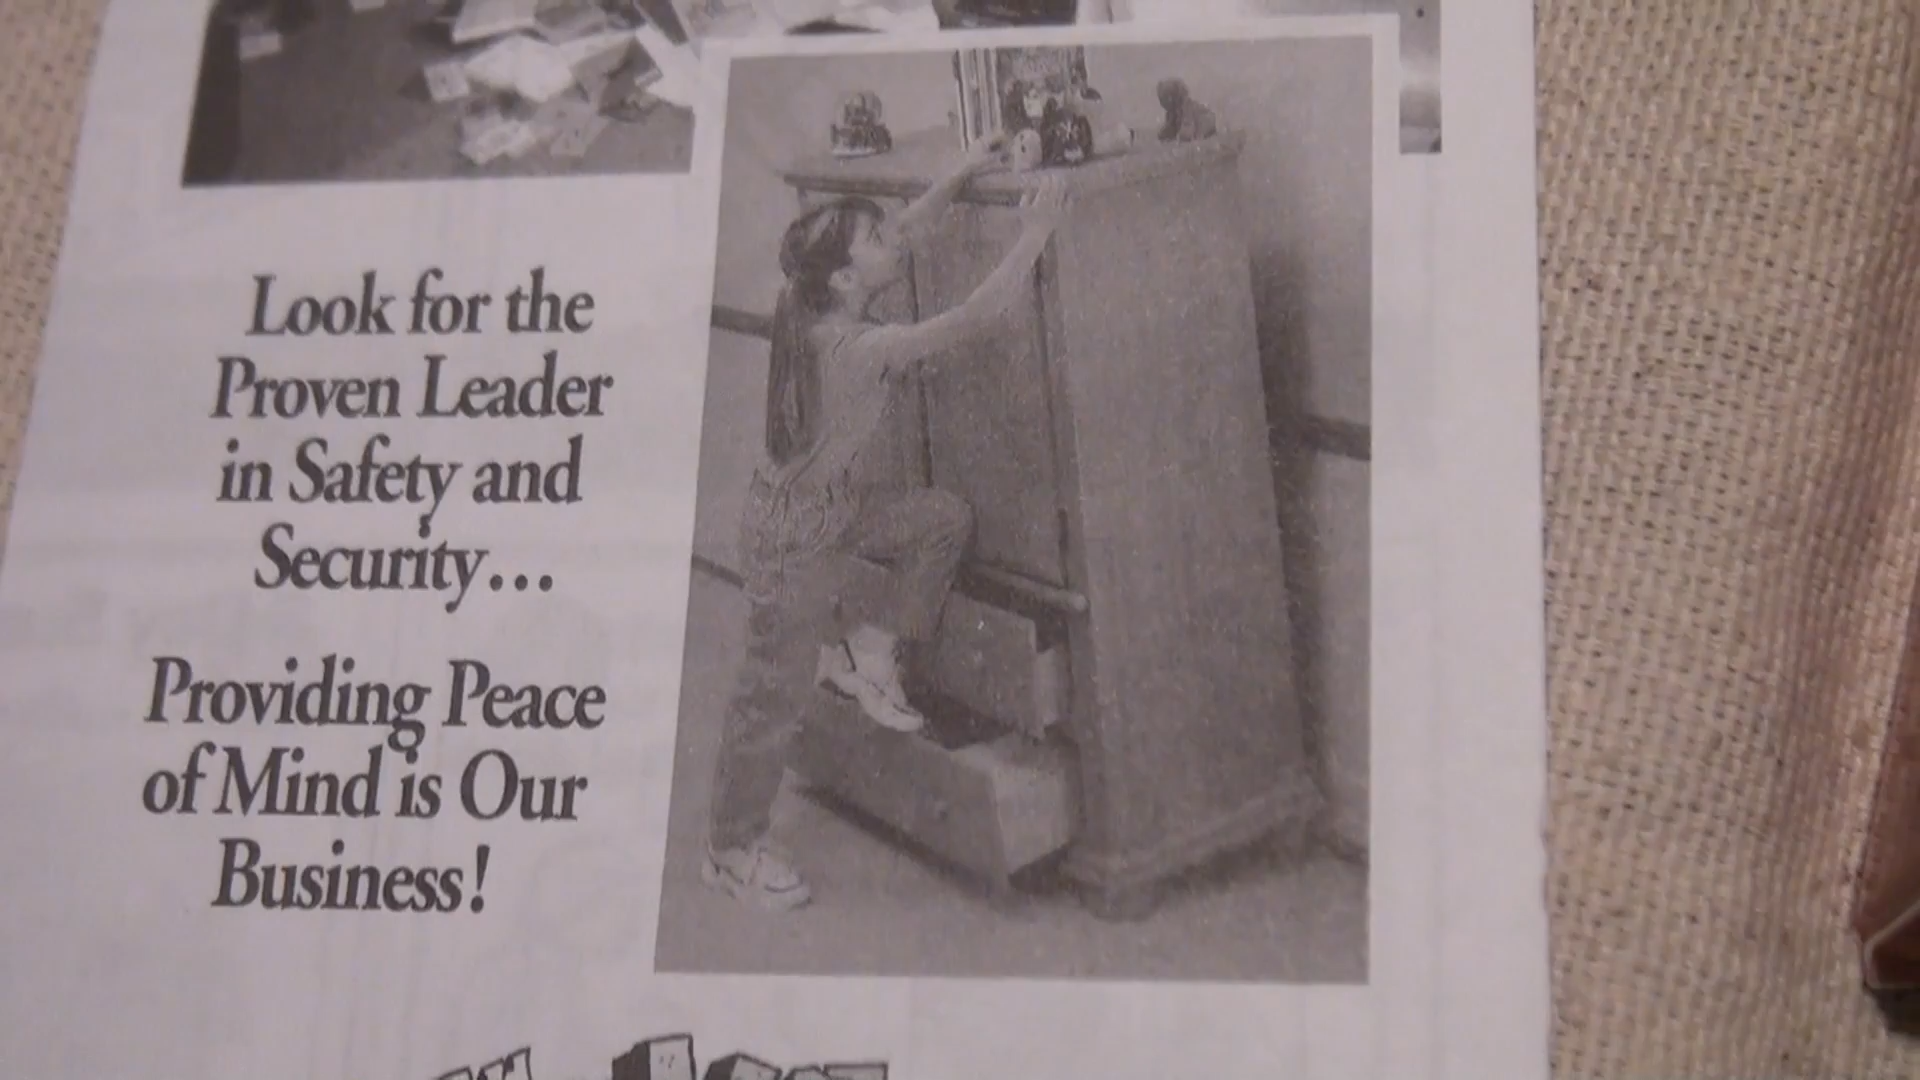 Look for the
Proven Leader
in Safety and
Security...
Providing Peace
of Mind is Our
Business!